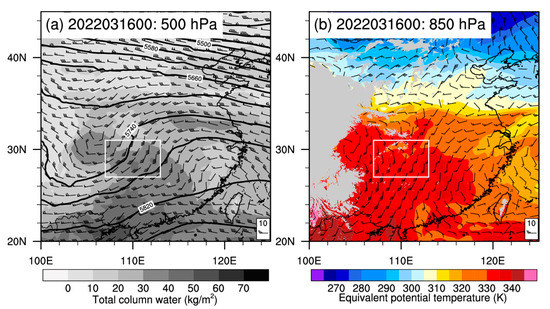 (a) 2022031600: 500 hPa
(b) 2022031600: 850 hPa
5500
5580
5660
5740
5820
40N
30N
20N
100E 110E 120E
10
0 10 20 30 40 50 60 70
Total column water (kg/m²)
40N
30N
20N
100E 110E 120E
10
270 280 290 300 310 320 330 340
Equivalent potential temperature (K)